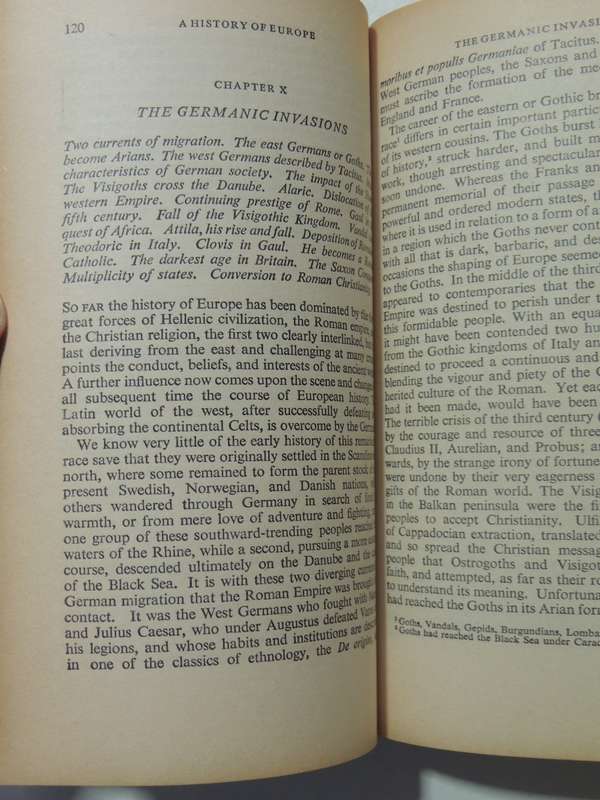 120 A HISTORY OF EUROPE
CHAPTER X
THE GERMANIC INVASIONS
Two currents of migration. The east Germans or Goths.
become Arians. The west Germans described by Tacitus.
characteristics of German society. The impact of the
The Visigoths cross the Danube. Alaric. Dislocation of
western Empire. Continuing prestige of Rome. Gaul
fifth century. Fall of the Visigothic Kingdom. Vandal
quest of Africa. Attila, his rise and fall. Deposition of
Theodoric in Italy. Clovis in Gaul. He becomes a
Catholic. The darkest age in Britain. The Saxon
Multiplicity of states. Conversion to Roman Christianity
SO FAR the history of Europe has been dominated by the
great forces of Hellenic civilization, the Roman empire,
the Christian religion, the first two clearly interlinked,
last deriving from the east and challenging at many
points the conduct, beliefs, and interests of the ancient
A further influence now comes upon the scene and changes
all subsequent time the course of European history.
Latin world of the west, after successfully defeating
absorbing the continental Celts, is overcome by the
We know very little of the early history of this
race save that they were originally settled in the
north, where some remained to form the parent stock
present Swedish, Norwegian, and Danish nations,
others wandered through Germany in search of
warmth, or from mere love of adventure and fighting,
one group of these southward-trending peoples reached
waters of the Rhine, while a second, pursuing a more
course, descended ultimately on the Danube and the
of the Black Sea. It is with these two diverging
German migration that the Roman Empire was brought
contact. It was the West Germans who fought with
and Julius Caesar, who under Augustus defeated
his legions, and whose habits and institutions are
in one of the classics of ethnology, the De origine,
THE GERMANIC
moribus et populis Germaniae of Tacitus.
West German peoples, the Saxons and
must ascribe the formation of the
England and France.
The career of the eastern or Gothic
race¹ differs in certain important
of its western cousins. The Goths burst
of history,² struck harder, and built
work, though arresting and spectacular
soon undone. Whereas the Franks and
permanent memorial of their passage
powerful and ordered modern states, the
where it is used in relation to a form of
in a region which the Goths never
with all that is dark, barbaric, and
occasions the shaping of Europe seemed
to the Goths. In the middle of the third
appeared to contemporaries that the
Empire was destined to perish under
this formidable people. With an
it might have been contended two
from the Gothic kingdoms of Italy and
destined to proceed a continuous and
blending the vigour and piety of the
herited culture of the Roman. Yet
had it been made, would have been
The terrible crisis of the third century
by the courage and resource of three
Claudius II, Aurelian, and Probus;
wards, by the strange irony of fortune
were undone by their very eagerness
gifts of the Roman world. The
in the Balkan peninsula were the
peoples to accept Christianity.
of Cappadocian extraction, translated
and so spread the Christian
people that Ostrogoths and
faith, and attempted, as far as their
to understand its meaning.
had reached the Goths in its Arian
¹ Goths, Vandals, Gepids, Burgundians,
² Goths had reached the Black Sea under